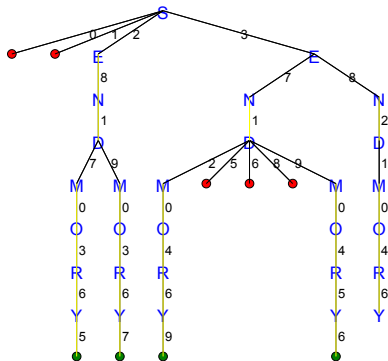 S
0 1 2 3
E E
8 7 8
N N N
1 1 2
D D D
7 9 2 5 6 8 9 1
M M M M M
0 0 0 0 0
O O O O O
3 3 4 4 4
R R R R R
6 6 6 5 6
Y Y Y Y Y
5 7 9 6